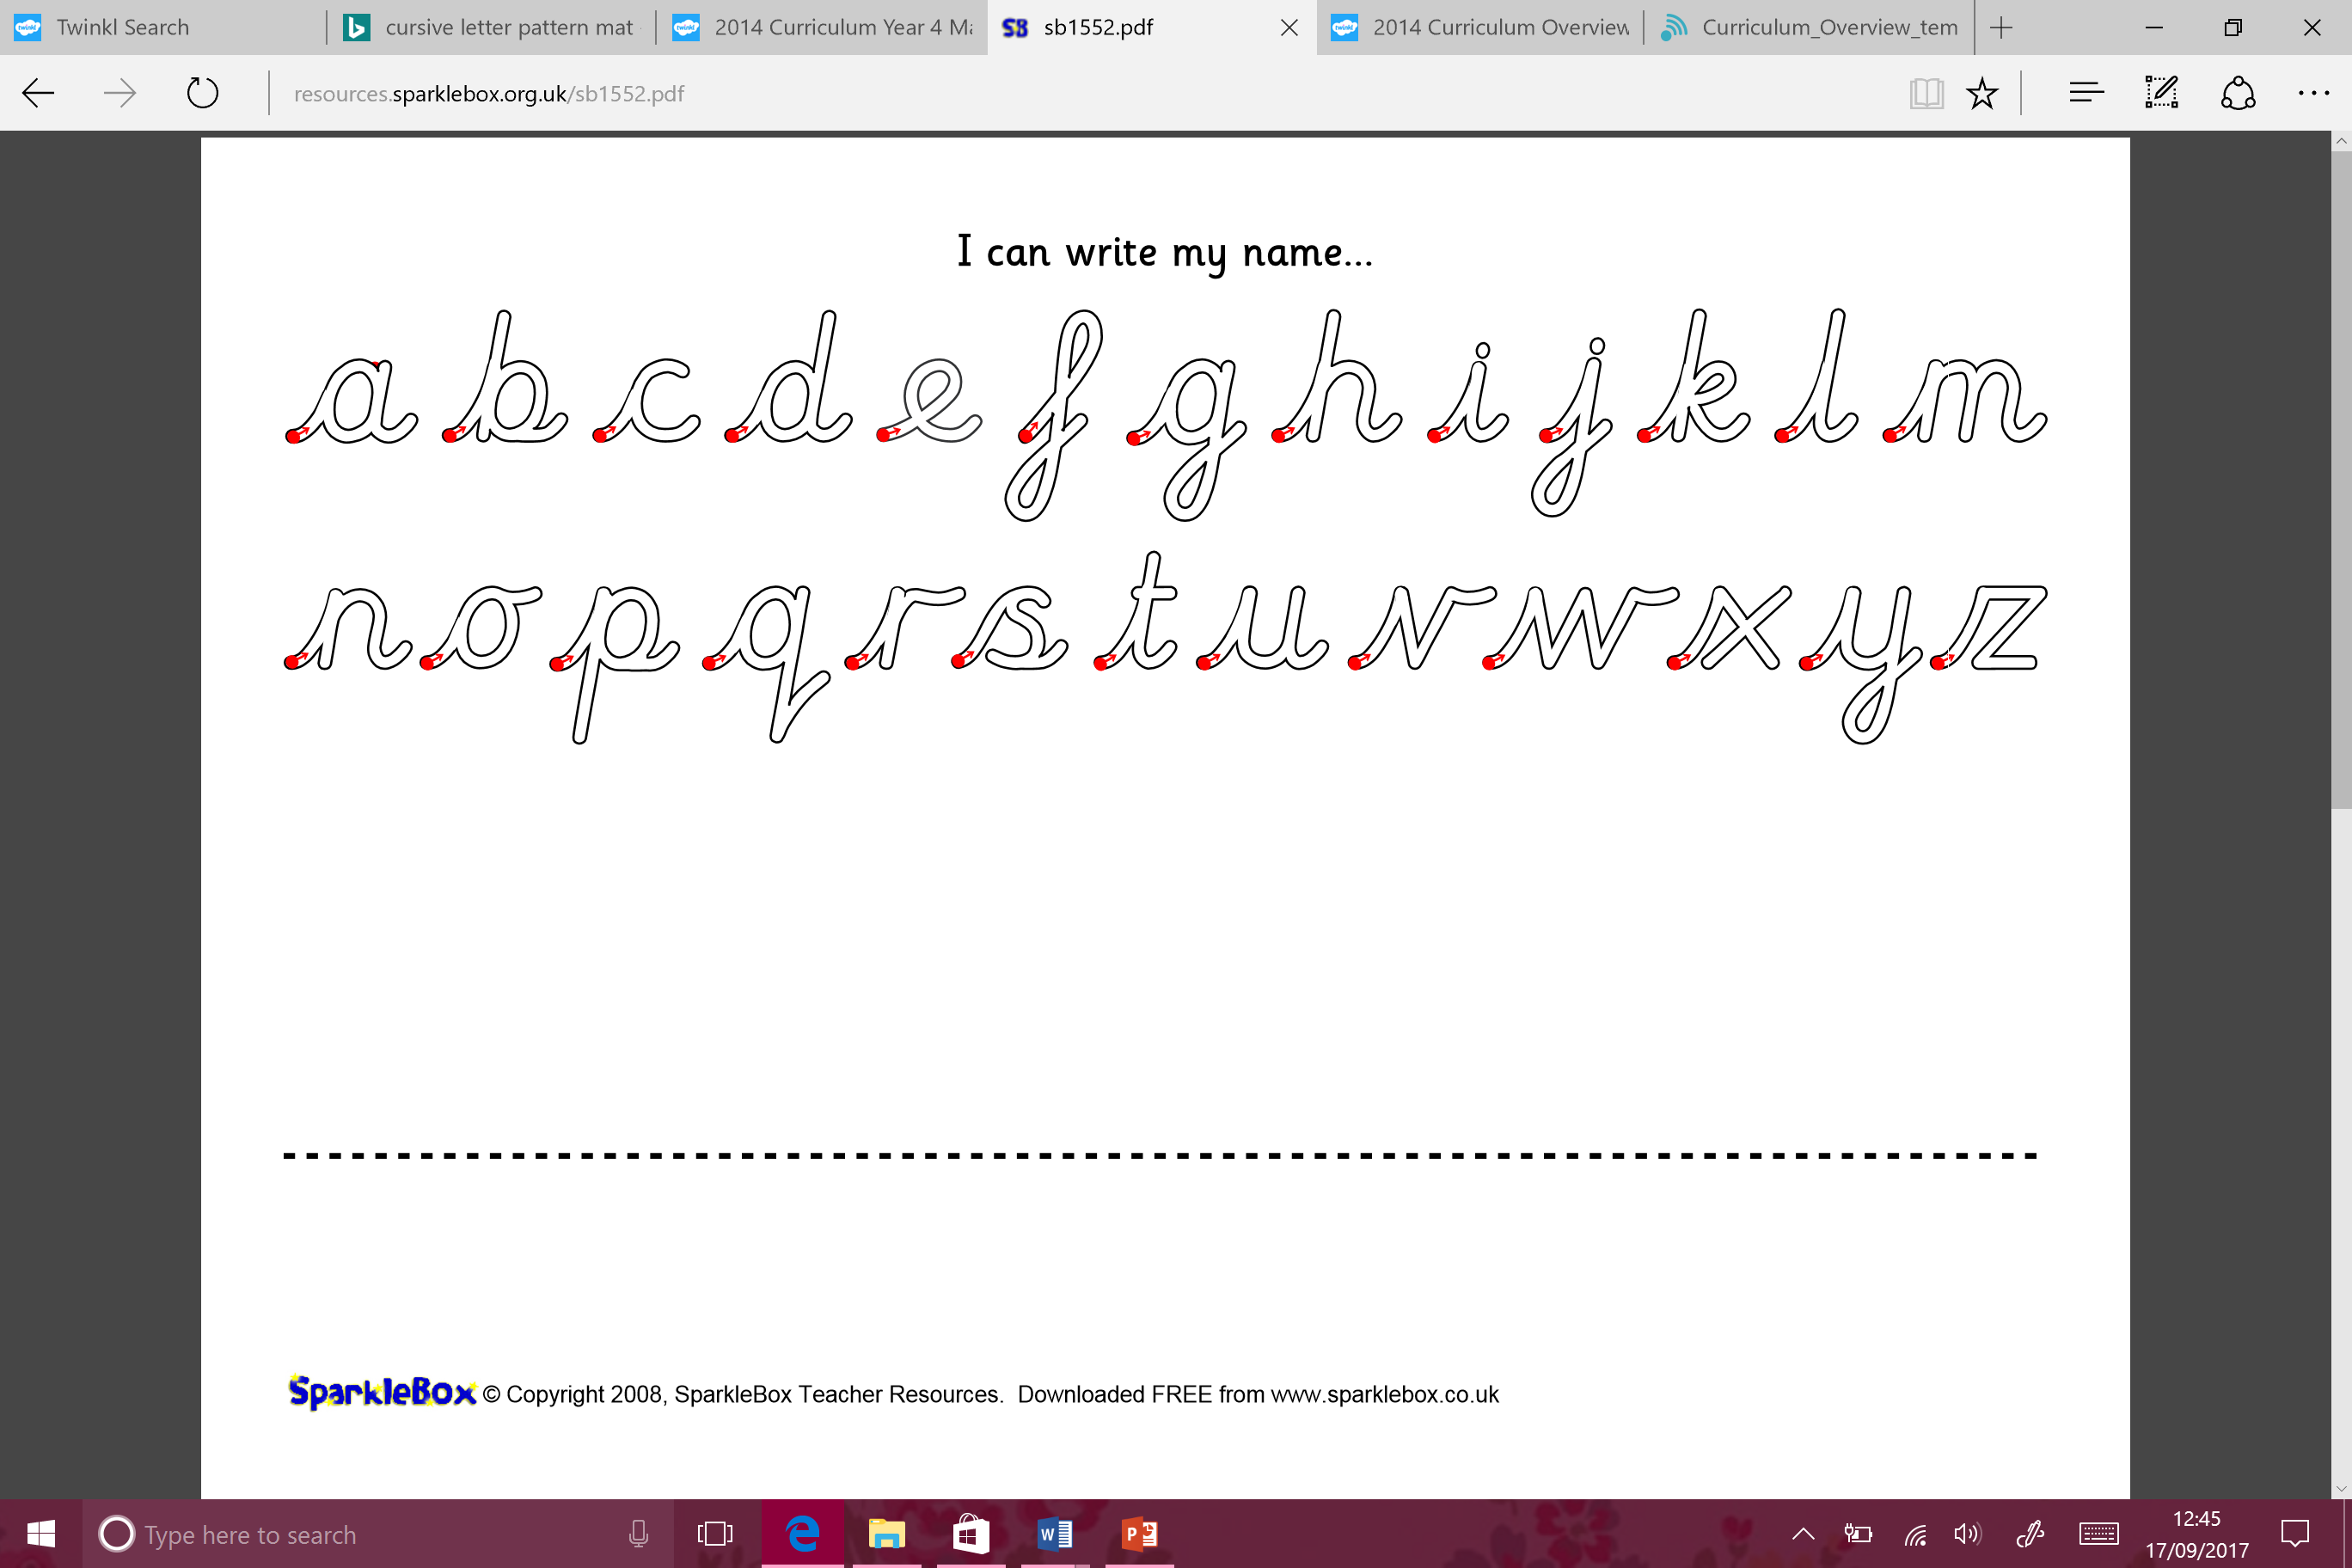 Twinkl Search
cursive letter pattern mat
2014 Curriculum Year 4 Ma
sb1552.pdf
2014 Curriculum Overview
Curriculum_Overview_tem
resources.sparklebox.org.uk/sb1552.pdf
I can write my name...
a b c d e f g h i j k l m
n o p q r s t u v w x y z
SparkleBox © Copyright 2008, SparkleBox Teacher Resources. Downloaded FREE from www.sparklebox.co.uk
Type here to search
12:45
17/09/2017